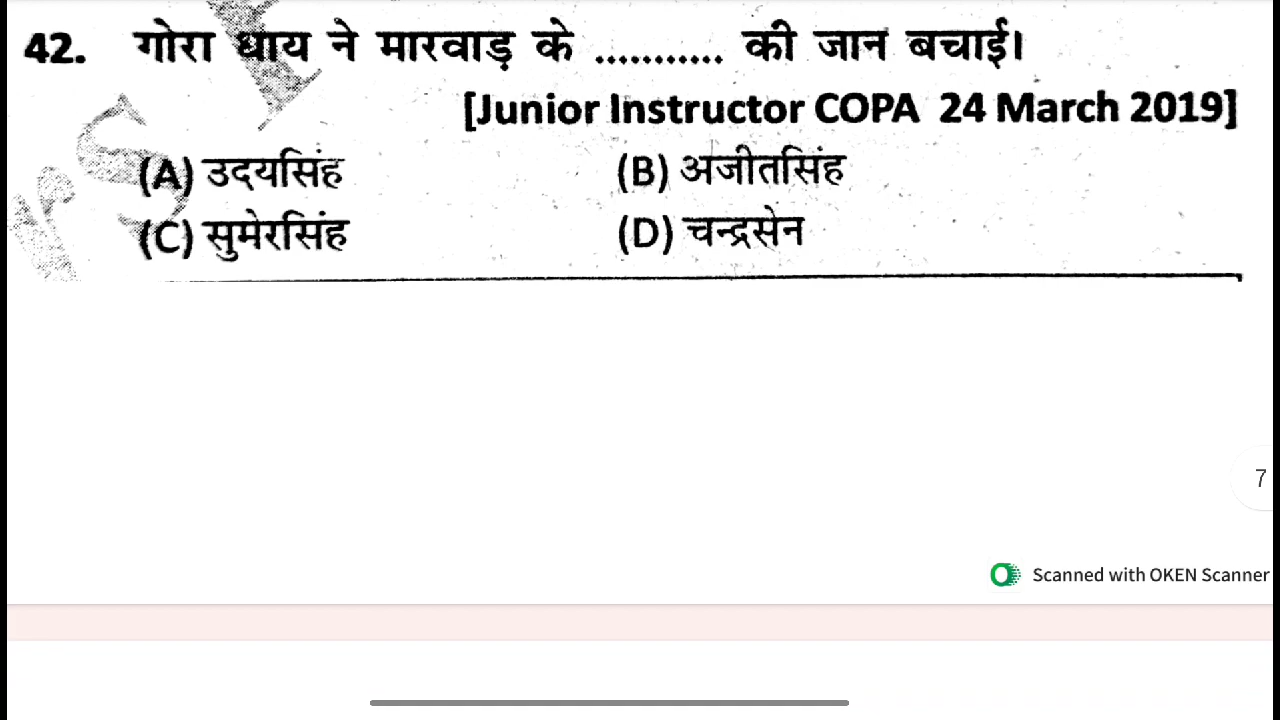 42. गोरा धाय ने मारवाड़ के ........... की जान बचाई।
[Junior Instructor COPA 24 March 2019]
(A) उदयसिंह (B) अजीतसिंह
(C) सुमेरसिंह (D) चन्द्रसेन
7
Scanned with OKEN Scanner